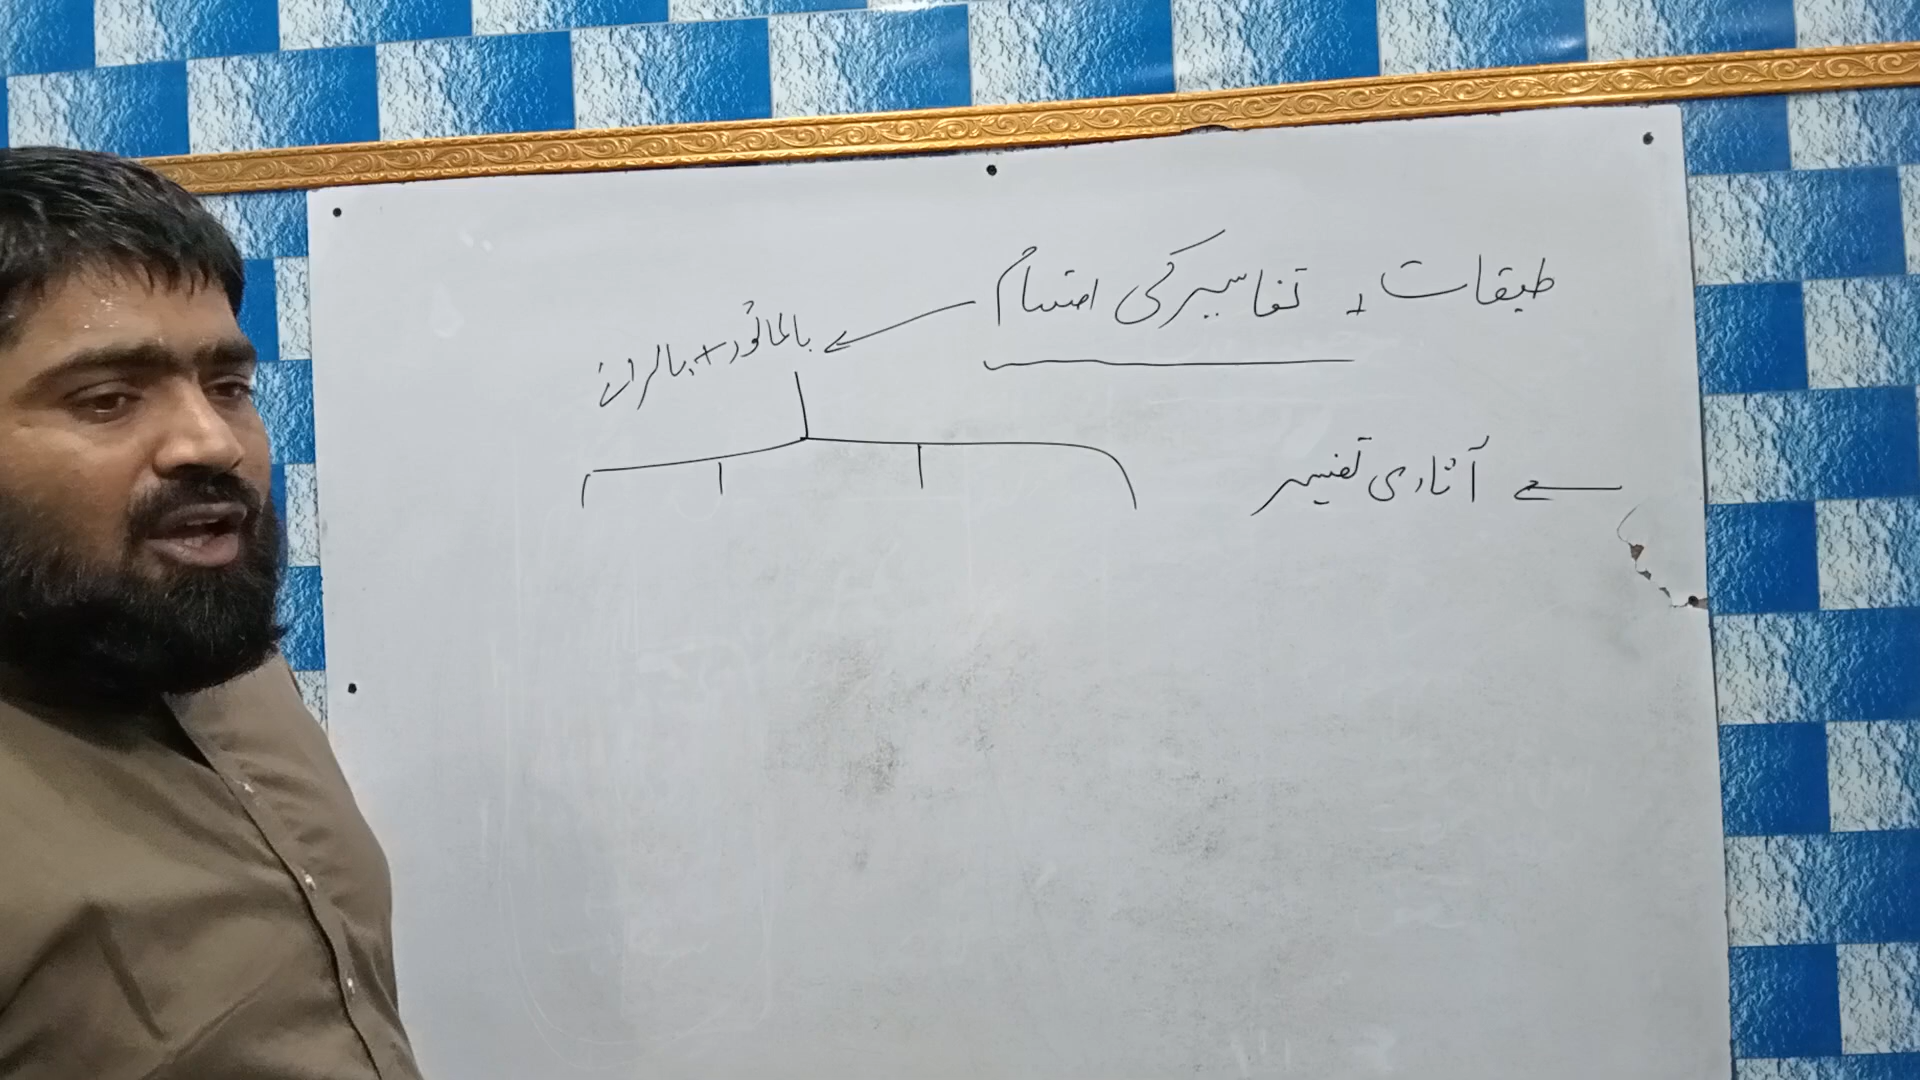 طبقات + تفاسیر کی اقسام
بالماثور + بالرائے
آثاری تفسیر